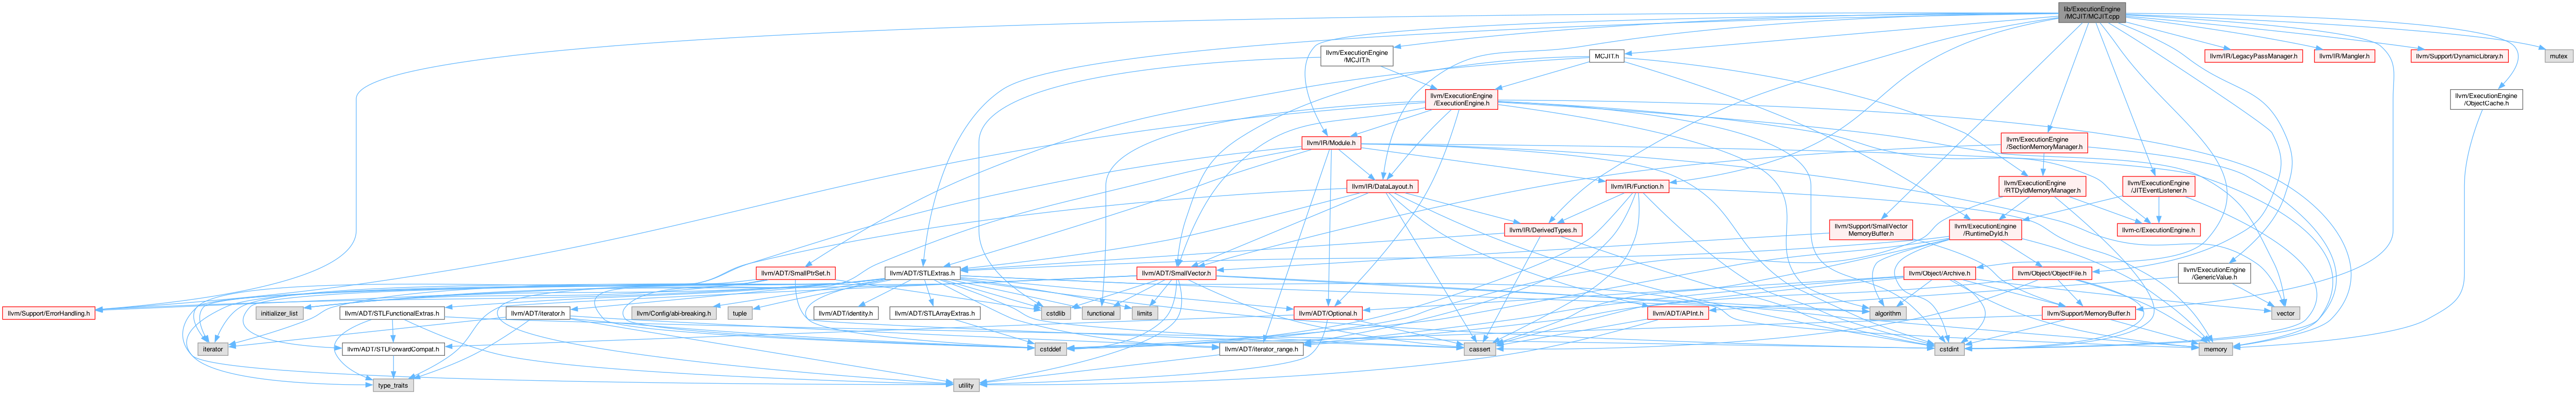 lib/ExecutionEngine
/MCJIT/MCJIT.cpp
llvm/ExecutionEngine
/MCJIT.h
MCJIT.h
llvm/IR/LegacyPassManager.h
llvm/IR/Mangler.h
llvm/Support/DynamicLibrary.h
mutex
llvm/ExecutionEngine
/ExecutionEngine.h
llvm/ExecutionEngine
/ObjectCache.h
llvm/IR/Module.h
llvm/ExecutionEngine
/SectionMemoryManager.h
llvm/IR/DataLayout.h
llvm/IR/Function.h
llvm/ExecutionEngine
/RTDyldMemoryManager.h
llvm/ExecutionEngine
/JITEventListener.h
llvm/IR/DerivedTypes.h
llvm/Support/SmallVector
MemoryBuffer.h
llvm/ExecutionEngine
/RuntimeDyld.h
llvm-c/ExecutionEngine.h
llvm/ADT/SmallPtrSet.h
llvm/ADT/STLExtras.h
llvm/ADT/SmallVector.h
llvm/Object/Archive.h
llvm/Object/ObjectFile.h
llvm/ExecutionEngine
/GenericValue.h
llvm/Support/ErrorHandling.h
initializer_list
llvm/ADT/STLFunctionalExtras.h
llvm/ADT/iterator.h
llvm/Config/abi-breaking.h
tuple
llvm/ADT/identity.h
llvm/ADT/STLArrayExtras.h
cstdlib
functional
limits
llvm/ADT/Optional.h
algorithm
llvm/ADT/APInt.h
llvm/Support/MemoryBuffer.h
vector
iterator
llvm/ADT/STLForwardCompat.h
cstddef
llvm/ADT/iterator_range.h
cassert
cstdint
memory
type_traits
utility